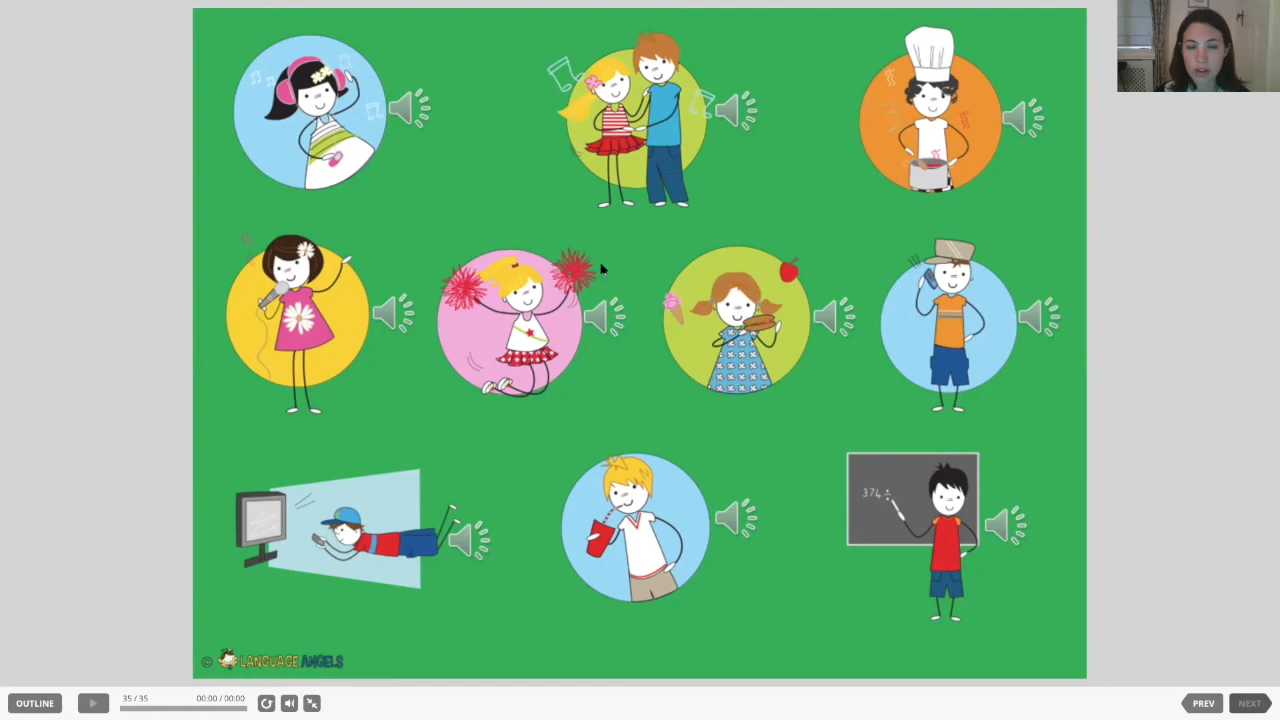 374÷
© LANGUAGE ANGELS
OUTLINE
35 / 35
00:00 / 00:00
PREV
NEXT